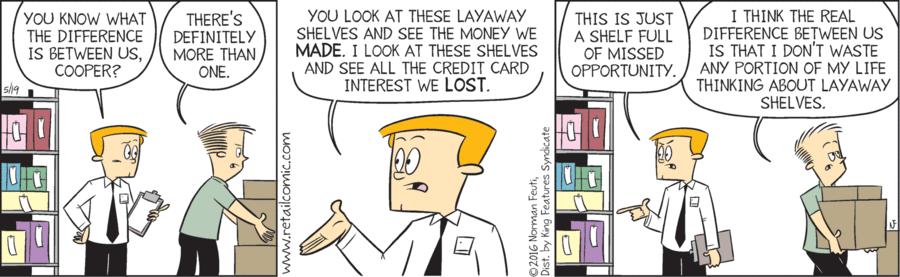 YOU KNOW WHAT
THE DIFFERENCE
IS BETWEEN US,
COOPER?
THERE'S
DEFINITELY
MORE THAN
ONE.
5/19
YOU LOOK AT THESE LAYAWAY
SHELVES AND SEE THE MONEY WE
MADE. I LOOK AT THESE SHELVES
AND SEE ALL THE CREDIT CARD
INTEREST WE LOST.
www.retailcomic.com
©2016 Norman Feuti,
Dist. by King Features Syndicate
THIS IS JUST
A SHELF FULL
OF MISSED
OPPORTUNITY.
I THINK THE REAL
DIFFERENCE BETWEEN US
IS THAT I DON'T WASTE
ANY PORTION OF MY LIFE
THINKING ABOUT LAYAWAY
SHELVES.
NF